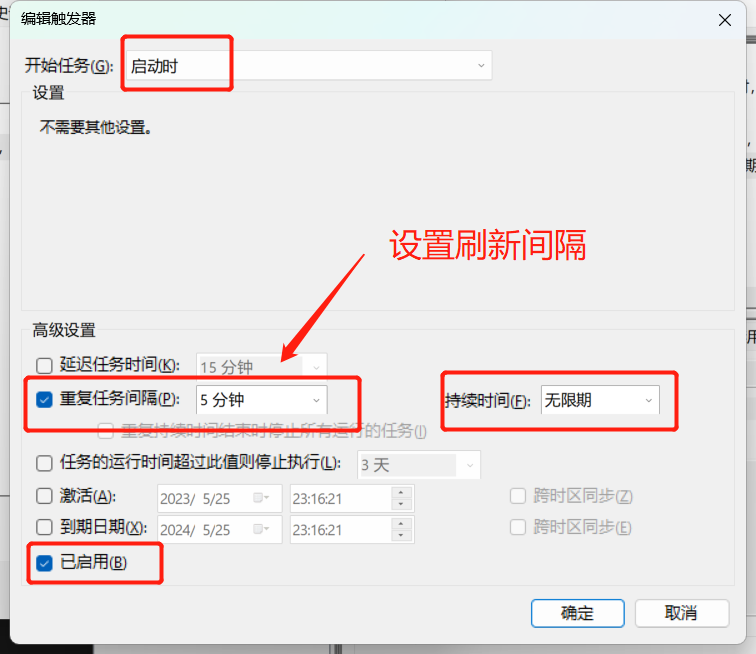 编辑触发器
开始任务(G): 启动时
设置
不需要其他设置。
设置刷新间隔
高级设置
延迟任务时间(K): 15 分钟
重复任务间隔(P): 5 分钟 持续时间(F): 无限期
重复持续时间结束时停止所有运行的任务(I)
任务的运行时间超过此值则停止执行(L): 3 天
激活(A): 2023/ 5/25 23:16:21 跨时区同步(Z)
到期日期(X): 2024/ 5/25 23:16:21 跨时区同步(E)
已启用(B)
确定 取消